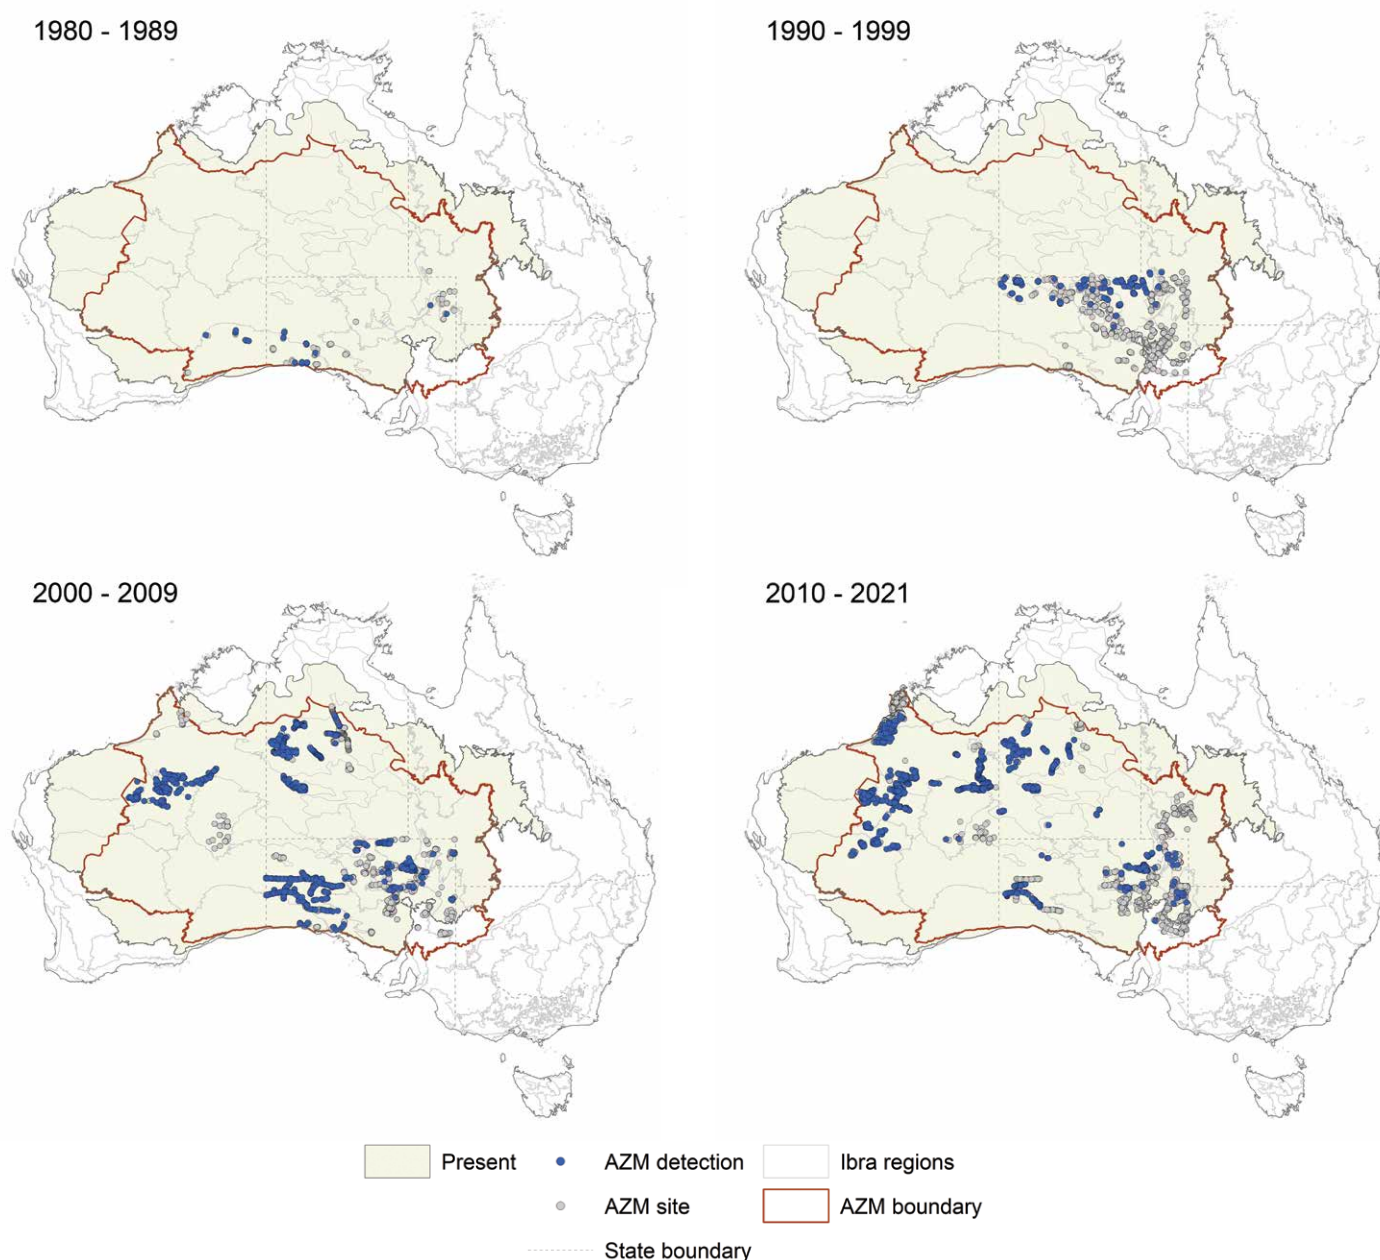 1980 - 1989
1990 - 1999
2000 - 2009
2010 - 2021
Present
AZM detection
Ibra regions
AZM site
AZM boundary
State boundary